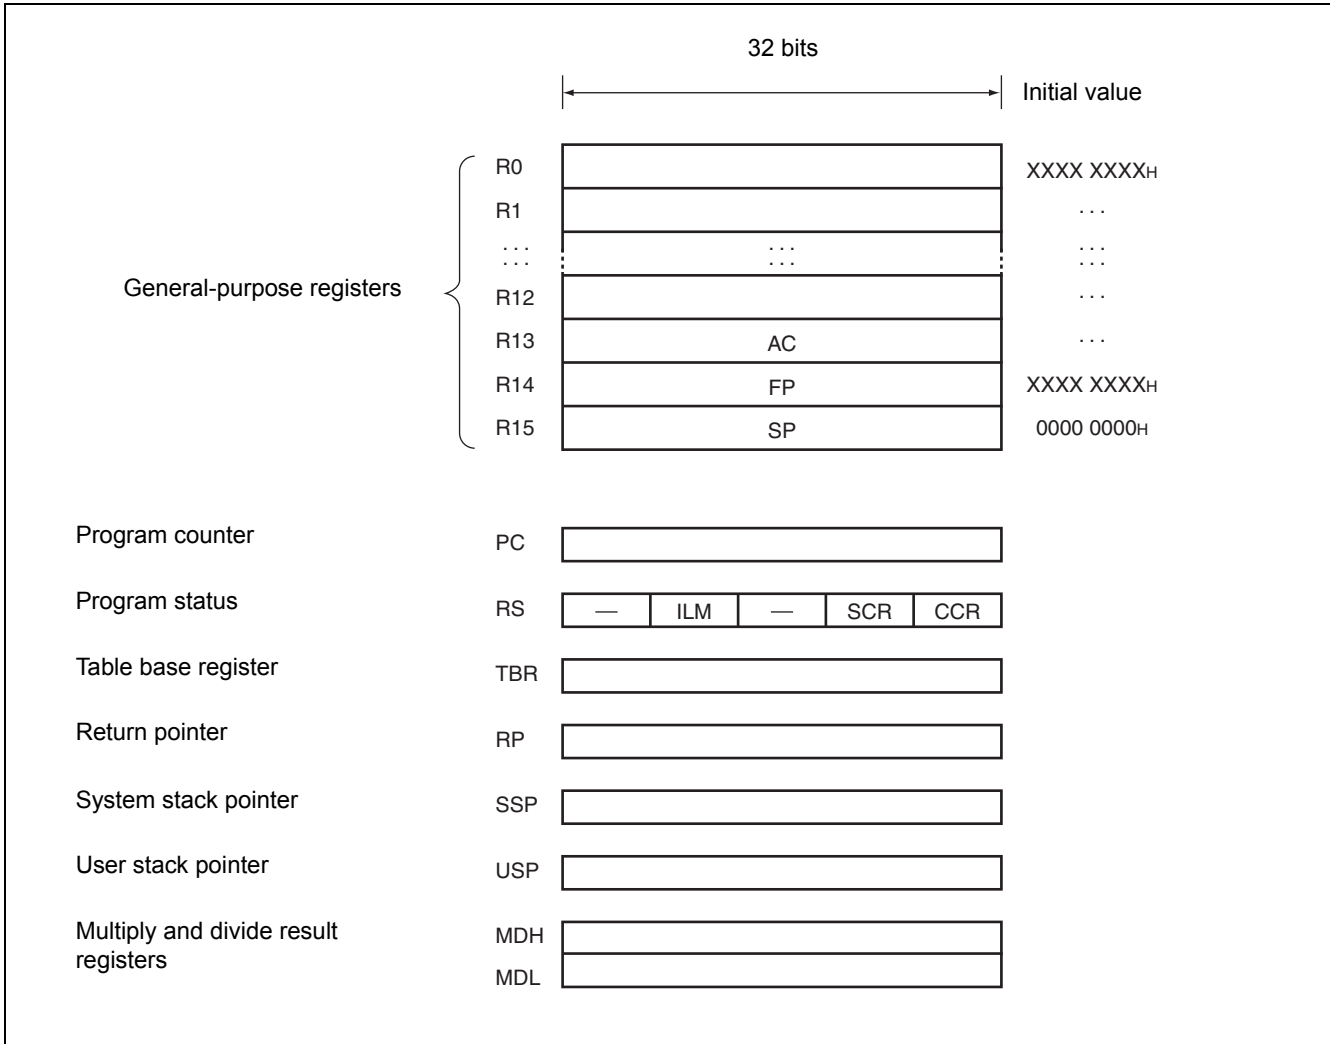 32 bits
Initial value
R0 XXXX XXXXH
R1 ...
... ... ...
... ... ...
General-purpose registers
R12 ...
R13 AC ...
R14 FP XXXX XXXXH
R15 SP 0000 0000H
Program counter PC
Program status RS — ILM — SCR CCR
Table base register TBR
Return pointer RP
System stack pointer SSP
User stack pointer USP
Multiply and divide result MDH
registers MDL